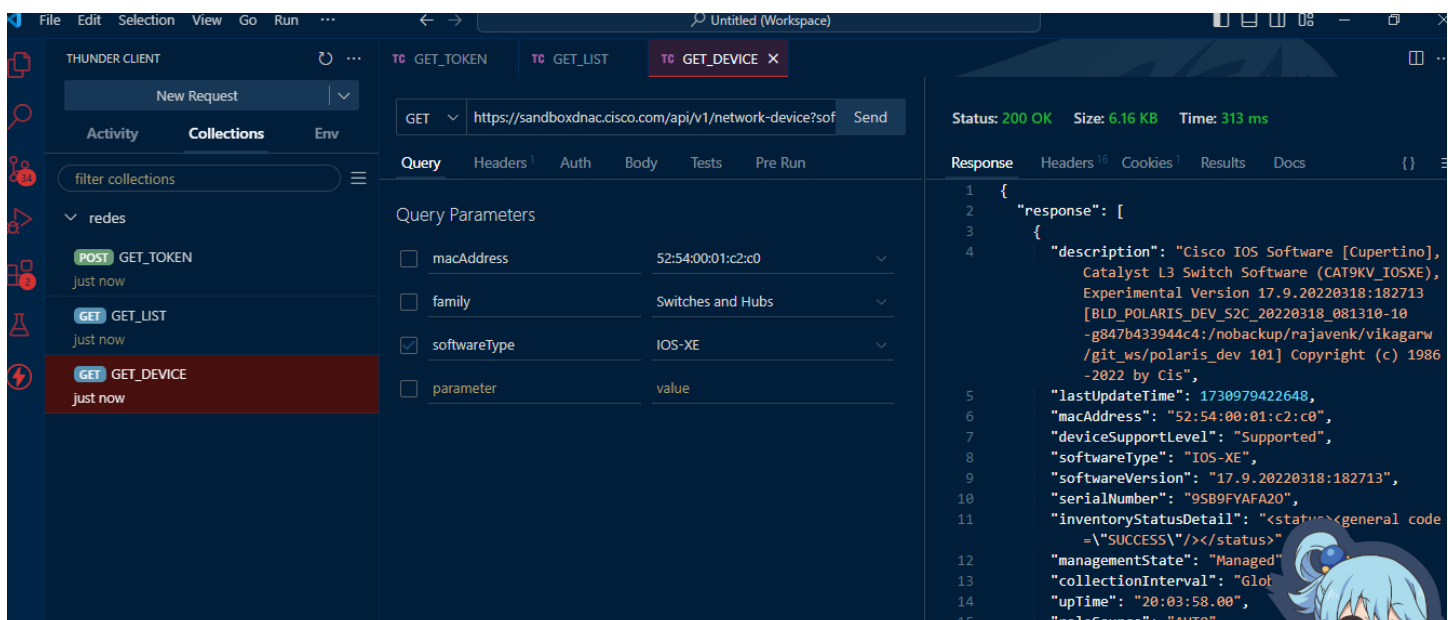 File Edit Selection View Go Run ... Untitled (Workspace)
THUNDER CLIENT
New Request
Activity Collections Env
filter collections
redes
POST GET_TOKEN
just now
GET GET_LIST
just now
GET GET_DEVICE
just now
34
2
TC GET_TOKEN TC GET_LIST TC GET_DEVICE
GET https://sandboxdnac.cisco.com/api/v1/network-device?sof Send
Query Headers 1 Auth Body Tests Pre Run
Query Parameters
macAddress 52:54:00:01:c2:c0
family Switches and Hubs
softwareType IOS-XE
parameter value
Status: 200 OK Size: 6.16 KB Time: 313 ms
Response Headers 16 Cookies 1 Results Docs {}
1 {
2 "response": [
3 {
4 "description": "Cisco IOS Software [Cupertino],
Catalyst L3 Switch Software (CAT9KV_IOSXE),
Experimental Version 17.9.20220318:182713
[BLD_POLARIS_DEV_S2C_20220318_081310-10
-g847b433944c4:/nobackup/rajavenk/vikagarw
/git_ws/polaris_dev 101] Copyright (c) 1986
-2022 by Cis",
5 "lastUpdateTime": 1730979422648,
6 "macAddress": "52:54:00:01:c2:c0",
7 "deviceSupportLevel": "Supported",
8 "softwareType": "IOS-XE",
9 "softwareVersion": "17.9.20220318:182713",
10 "serialNumber": "9SB9FYAFA2O",
11 "inventoryStatusDetail": "<status><general code
=\"SUCCESS\"/></status>"
12 "managementState": "Managed"
13 "collectionInterval": "Glob
14 "upTime": "20:03:58.00",
15